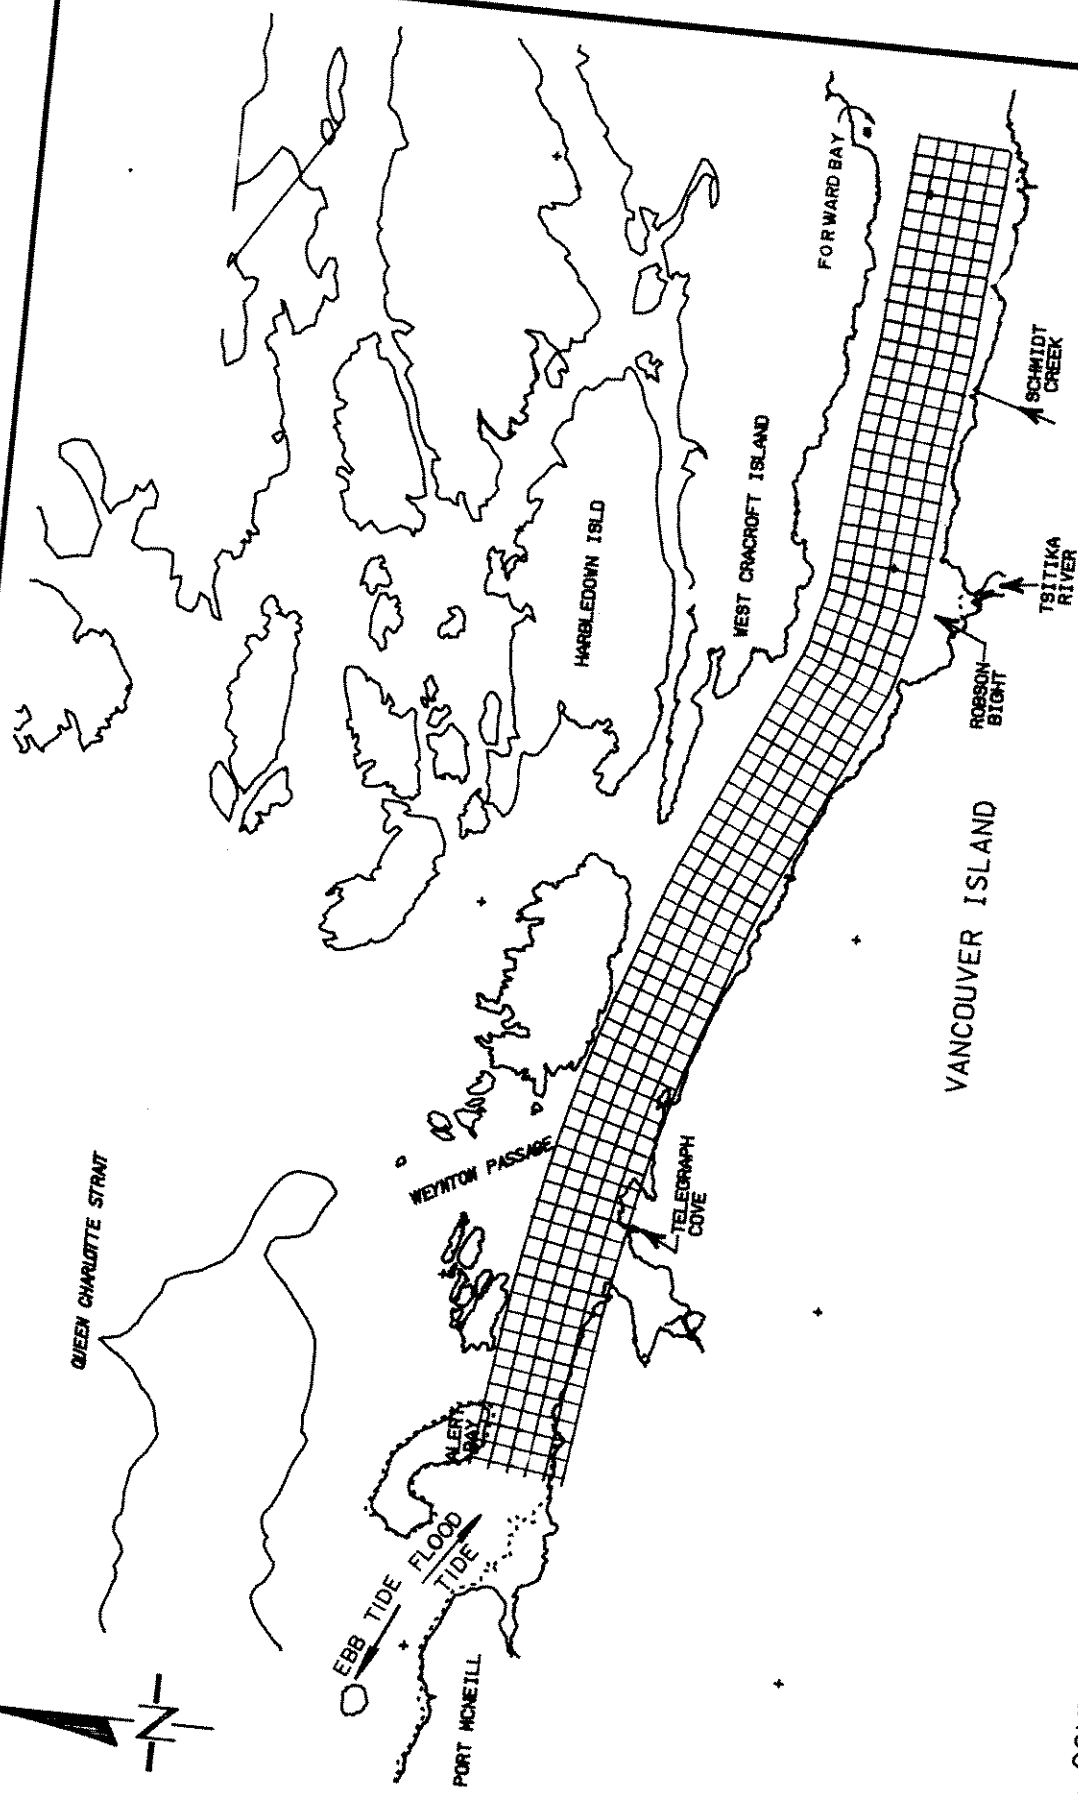 QUEEN CHARLOTTE STRAIT
FORWARD BAY
HARBLEDOWN ISLD
WEST CRACROFT ISLAND
WEYNTON PASSAGE
ALERT
BAY
FLOOD
TIDE
EBB TIDE
PORT MCNEILL
TELEGRAPH
COVE
VANCOUVER ISLAND
ROBSON
BIGHT
TSITIKA
RIVER
SCHMIDT
CREEK
N